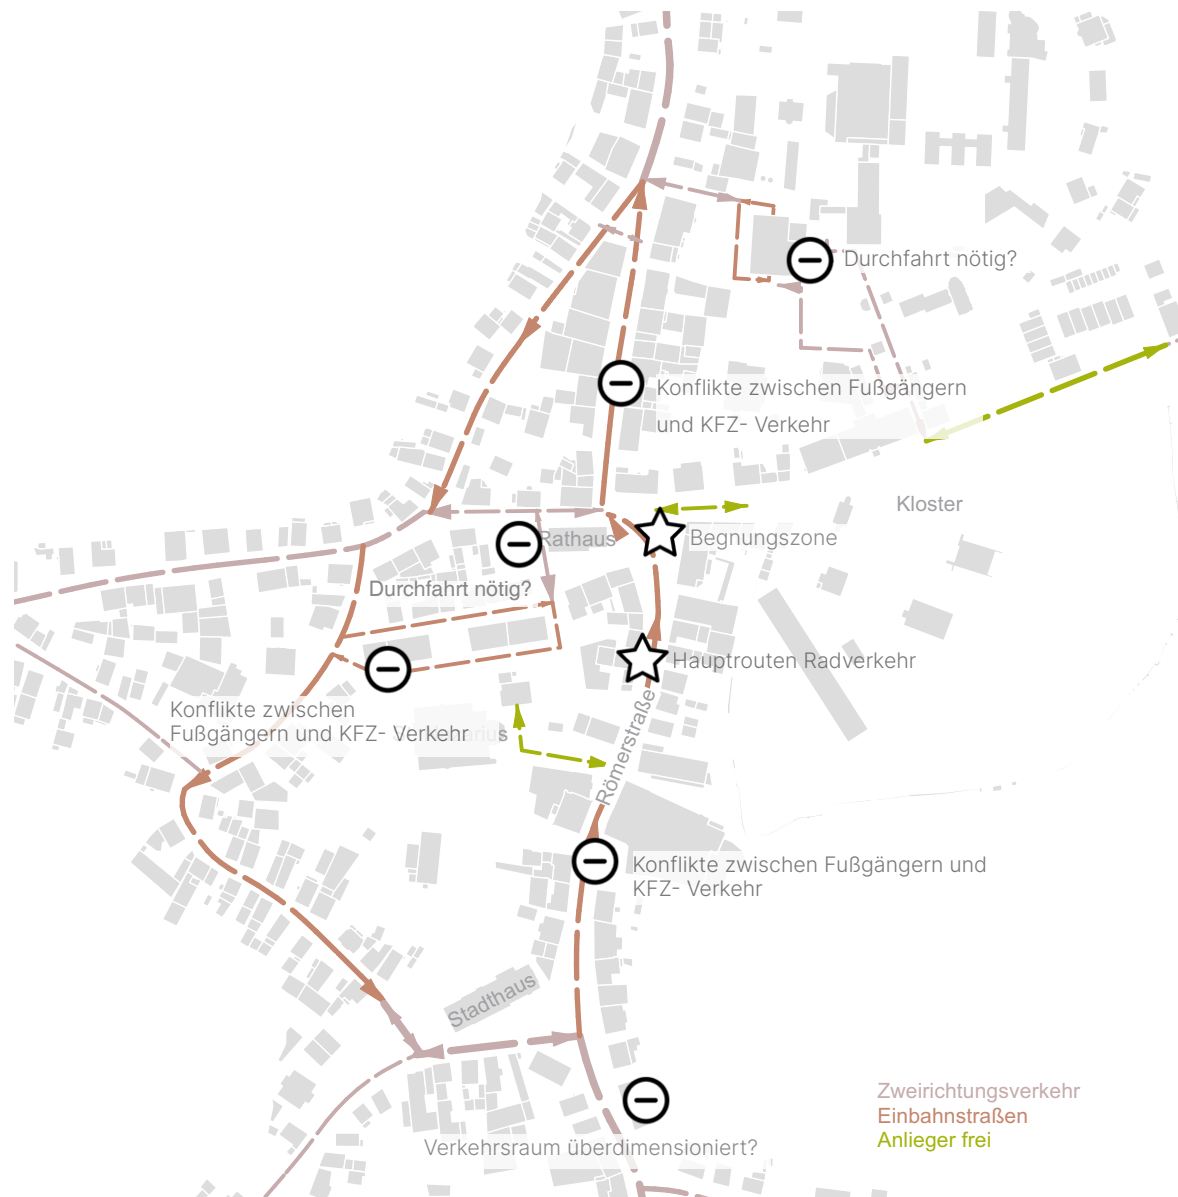 Durchfahrt nötig?
Konflikte zwischen Fußgängern
und KFZ- Verkehr
Kloster
Rathaus
Begnungszone
Durchfahrt nötig?
Hauptrouten Radverkehr
Konflikte zwischen
Fußgängern und KFZ- Verkehr
Römerstraße
Konflikte zwischen Fußgängern und
KFZ- Verkehr
Stadthaus
Zweirichtungsverkehr
Einbahnstraßen
Anlieger frei
Verkehrsraum überdimensioniert?